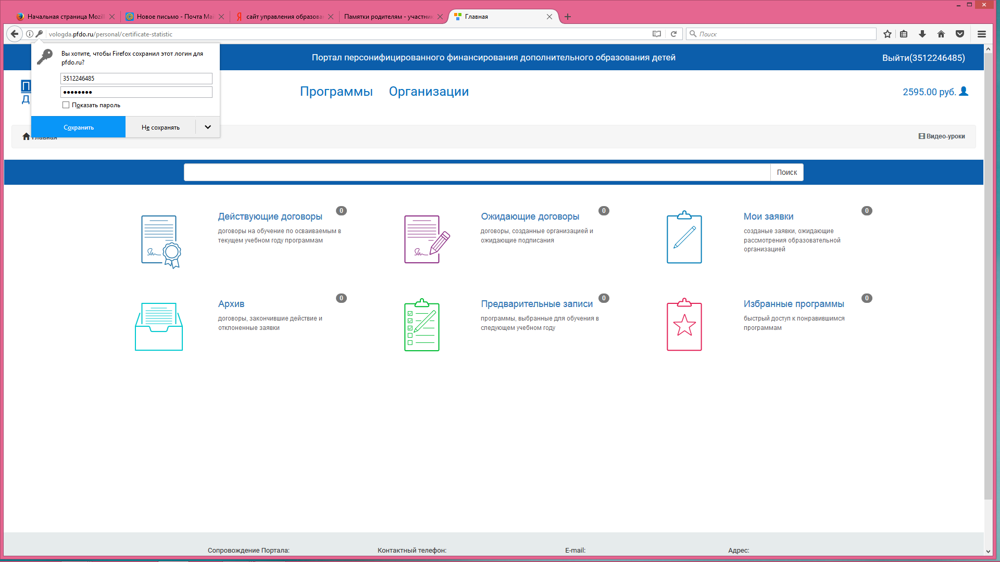 Начальная страница Mozil
Новое письмо - Почта Mai
сайт управления образова
Памятки родителям - участник
Главная
vologda.pfdo.ru/personal/certificate-statistic
Поиск
Вы хотите, чтобы Firefox сохранил этот логин для
pfdo.ru?
3512246485
Показать пароль
Сохранить
Не сохранять
Портал персонифицированного финансирования дополнительного образования детей
Выйти(3512246485)
П
Д
Программы
Организации
2595.00 руб.
Главная
Видео-уроки
Поиск
Действующие договоры
0
договоры на обучение по осваиваемым в
текущем учебном году программам
Ожидающие договоры
0
договоры, созданные организацией и
ожидающие подписания
Мои заявки
0
созданые заявки, ожидающие
рассмотрения образовательной
организацией
Архив
0
договоры, закончившие действие и
отклоненные заявки
Предварительные записи
0
программы, выбранные для обучения в
следующем учебном году
Избранные программы
0
быстрый доступ к понравившимся
программам
Сопровождение Портала:
Контактный телефон:
E-mail:
Адрес: